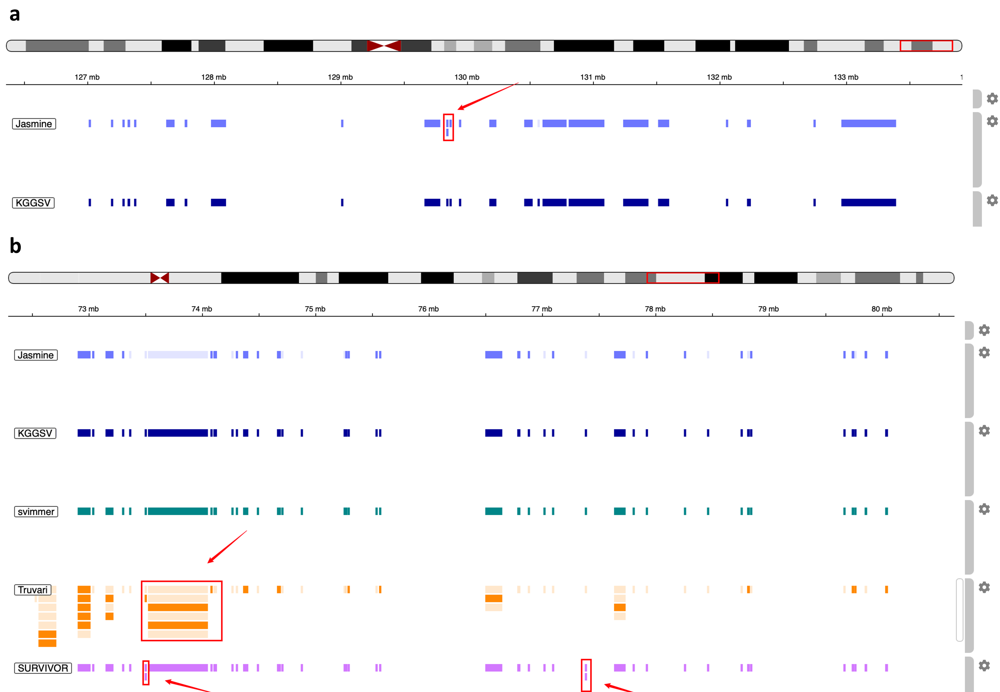 a
127 mb 128 mb 129 mb 130 mb 131 mb 132 mb 133 mb 1
Jasmine
KGGSV
b
73 mb 74 mb 75 mb 76 mb 77 mb 78 mb 79 mb 80 mb
Jasmine
KGGSV
svimmer
Truvari
SURVIVOR